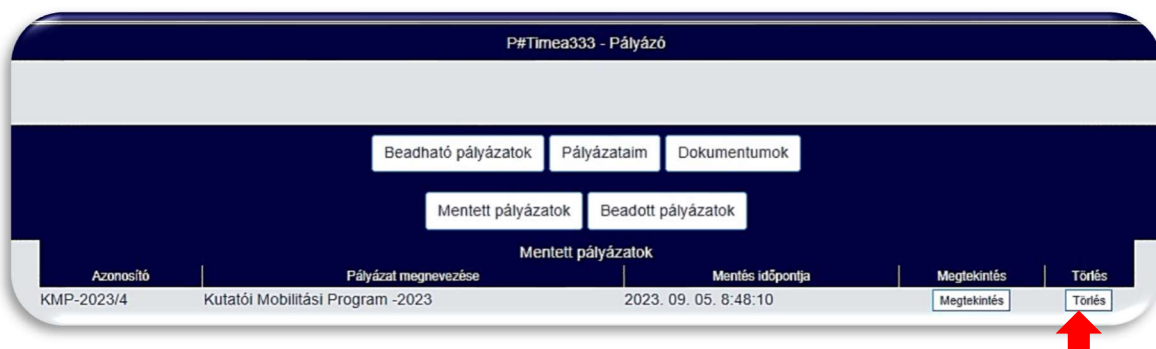 P#Timea333 - Pályázó
Beadható pályázatok Pályázataim Dokumentumok
Mentett pályázatok Beadott pályázatok
Mentett pályázatok
Azonosító Pályázat megnevezése Mentés időpontja Megtekintés Törlés
KMP-2023/4 Kutatói Mobilitási Program -2023 2023. 09. 05. 8:48:10 Megtekintés Törlés